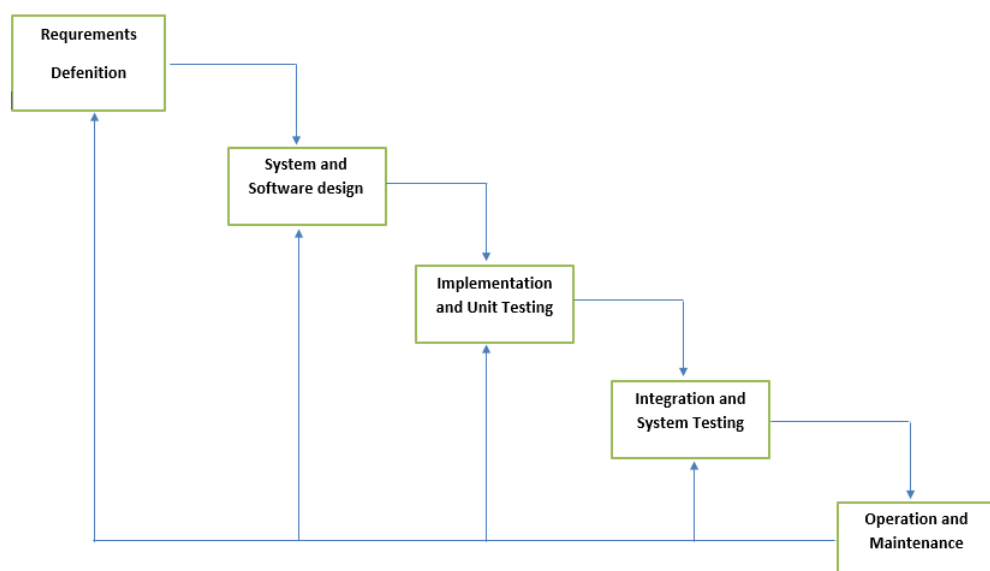 Requrements
Defenition
System and
Software design
Implementation
and Unit Testing
Integration and
System Testing
Operation and
Maintenance